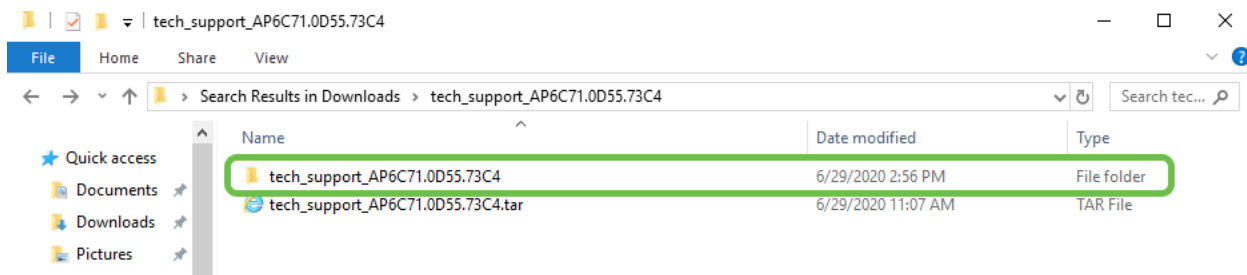 tech_support_AP6C71.0D55.73C4
File Home Share View
Search Results in Downloads > tech_support_AP6C71.0D55.73C4 Search tec...
Name Date modified Type
Quick access
tech_support_AP6C71.0D55.73C4 6/29/2020 2:56 PM File folder
Documents
tech_support_AP6C71.0D55.73C4.tar 6/29/2020 11:07 AM TAR File
Downloads
Pictures